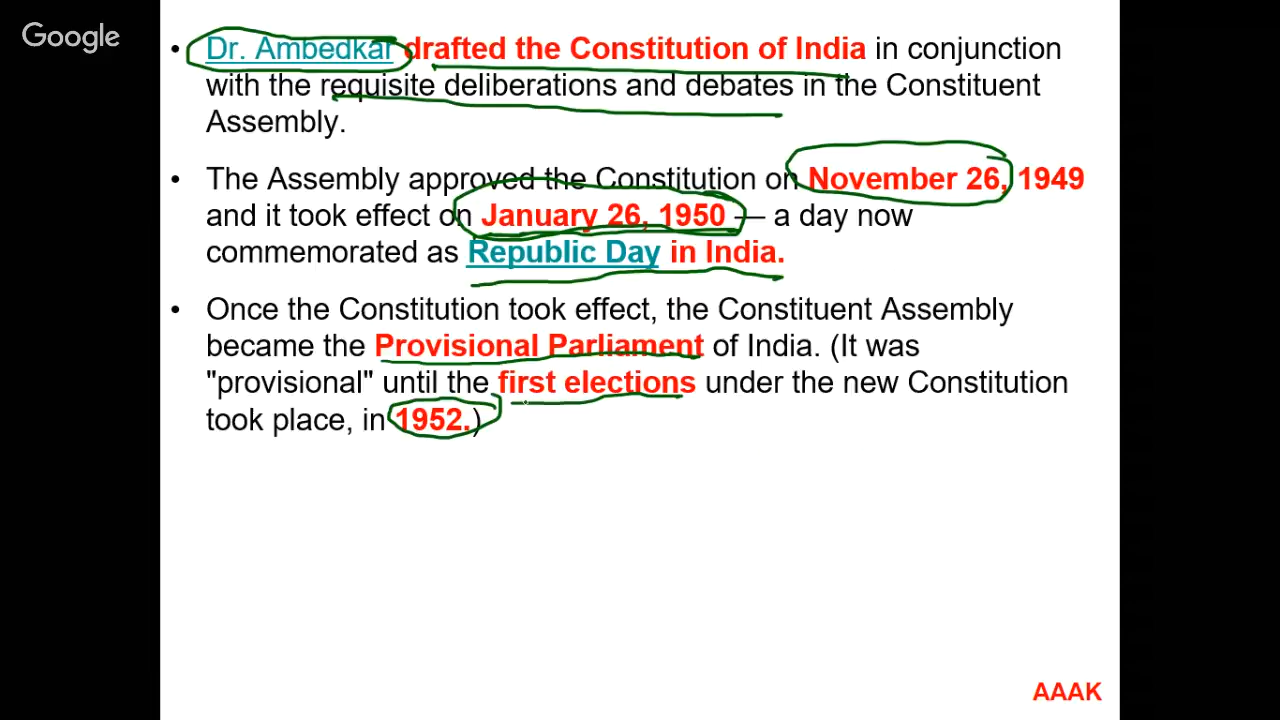 Google
• Dr. Ambedkar drafted the Constitution of India in conjunction
with the requisite deliberations and debates in the Constituent
Assembly.
• The Assembly approved the Constitution on November 26, 1949
and it took effect on January 26, 1950 — a day now
commemorated as Republic Day in India.
• Once the Constitution took effect, the Constituent Assembly
became the Provisional Parliament of India. (It was
"provisional" until the first elections under the new Constitution
took place, in 1952.)
AAAK